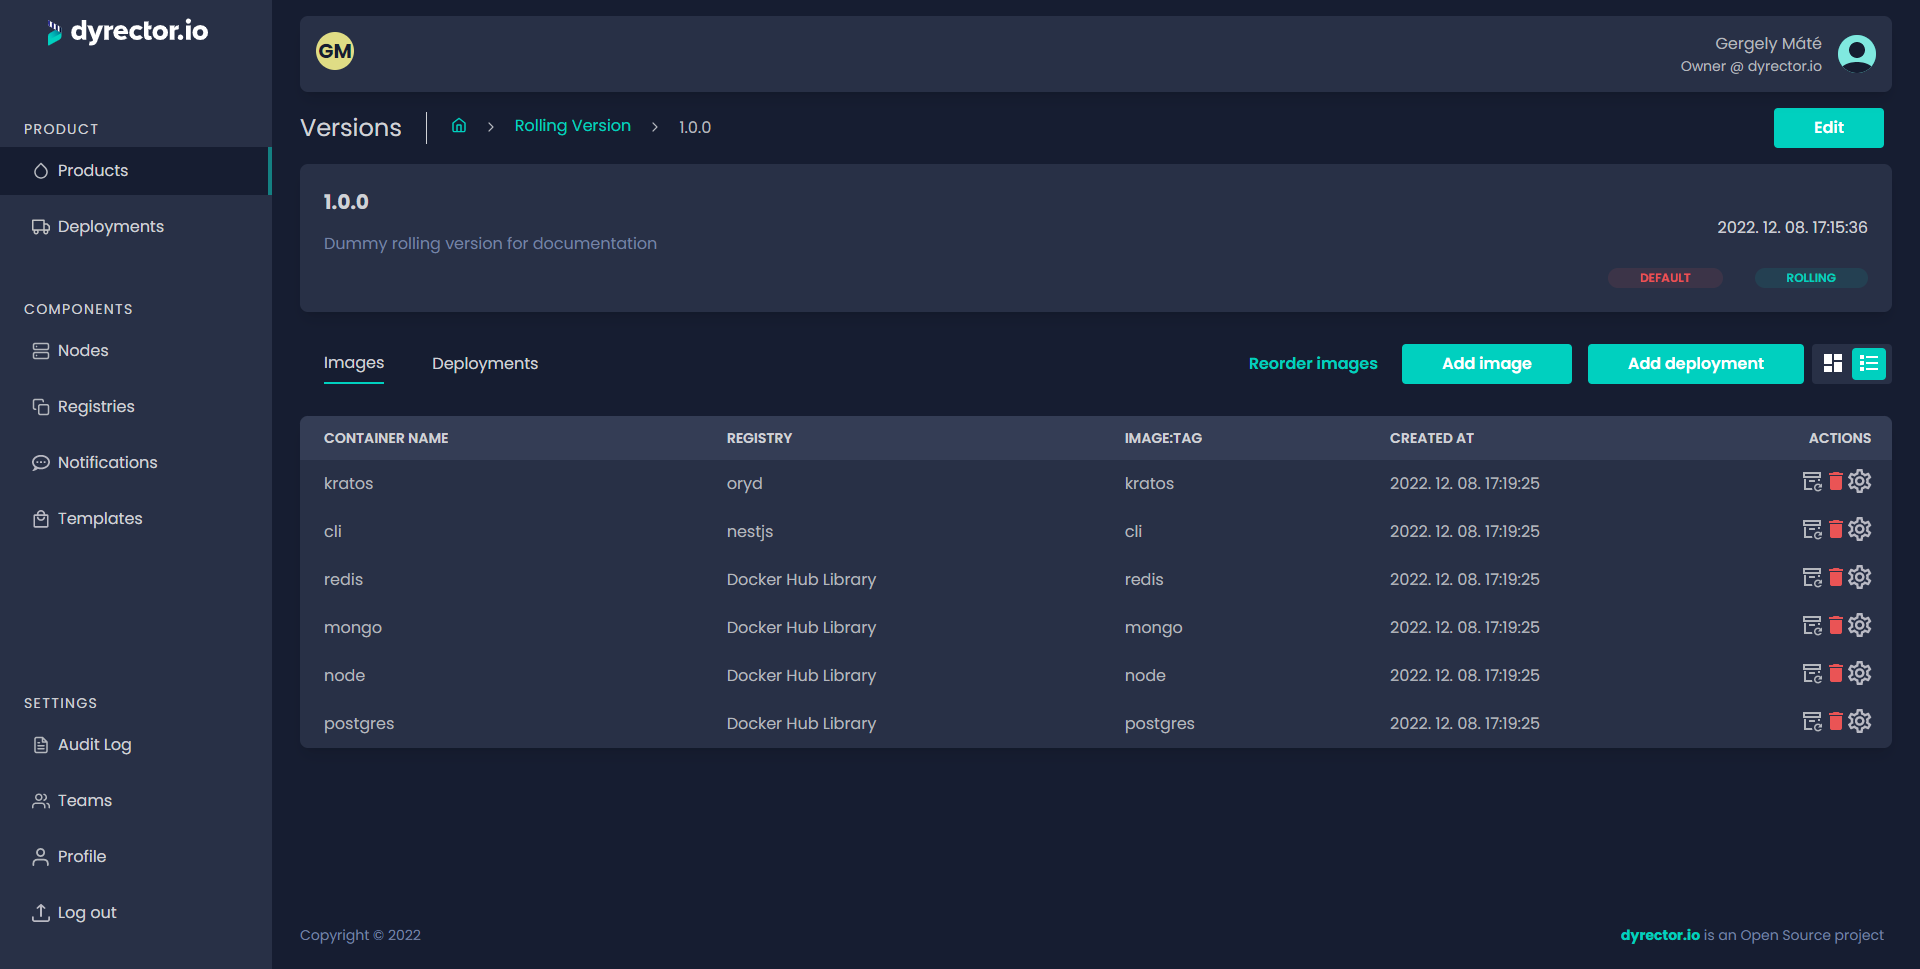 dyrector.io
PRODUCT
Products
Deployments
COMPONENTS
Nodes
Registries
Notifications
Templates
SETTINGS
Audit Log
Teams
Profile
Log out
GM
Gergely Máté
Owner @ dyrector.io
Versions
Rolling Version > 1.0.0
Edit
1.0.0
Dummy rolling version for documentation
2022. 12. 08. 17:15:36
DEFAULT ROLLING
Images Deployments Reorder images Add image Add deployment
CONTAINER NAME REGISTRY IMAGE:TAG CREATED AT ACTIONS
kratos oryd kratos 2022. 12. 08. 17:19:25
cli nestjs cli 2022. 12. 08. 17:19:25
redis Docker Hub Library redis 2022. 12. 08. 17:19:25
mongo Docker Hub Library mongo 2022. 12. 08. 17:19:25
node Docker Hub Library node 2022. 12. 08. 17:19:25
postgres Docker Hub Library postgres 2022. 12. 08. 17:19:25
Copyright © 2022
dyrector.io is an Open Source project